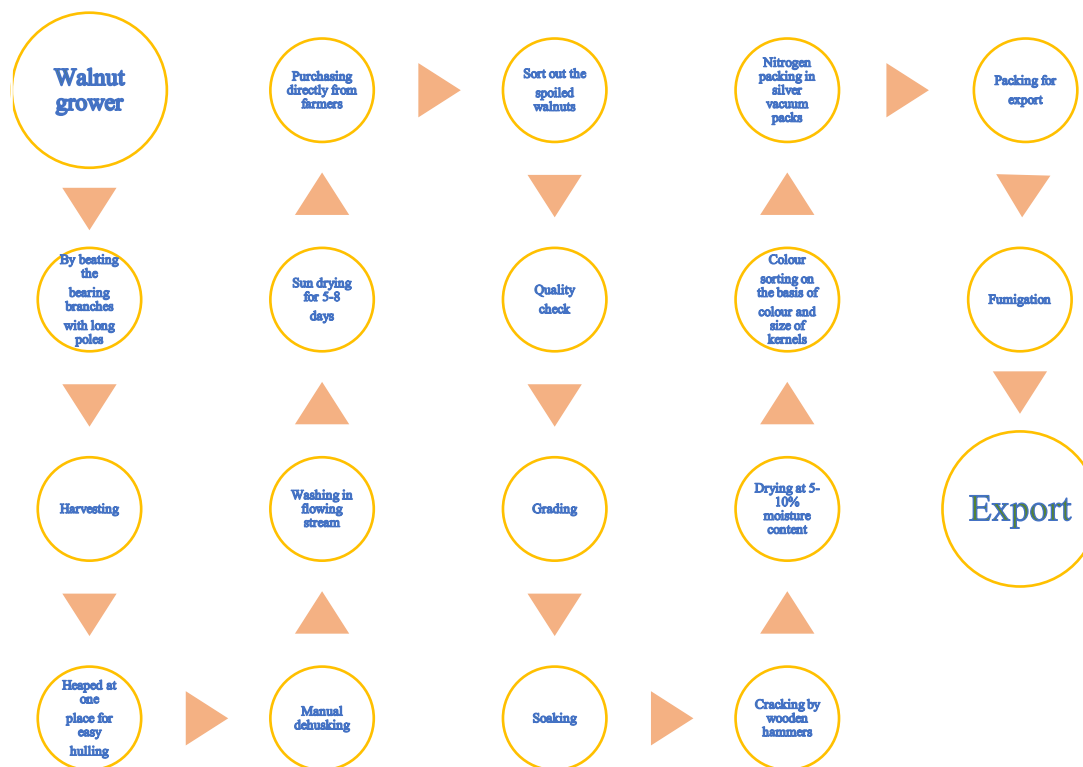 Walnut
grower
By beating
the
bearing
branches
with long
poles
Harvesting
Heaped at
one
place for
easy
hulling
Manual
dehusking
Washing in
flowing
stream
Sun drying
for 5-8
days
Purchasing
directly from
farmers
Sort out the
spoiled
walnuts
Quality
check
Grading
Soaking
Cracking by
wooden
hammers
Drying at 5-
10%
moisture
content
Colour
sorting on
the basis of
colour and
size of
kernels
Nitrogen
packing in
silver
vacuum
packs
Packing for
export
Fumigation
Export